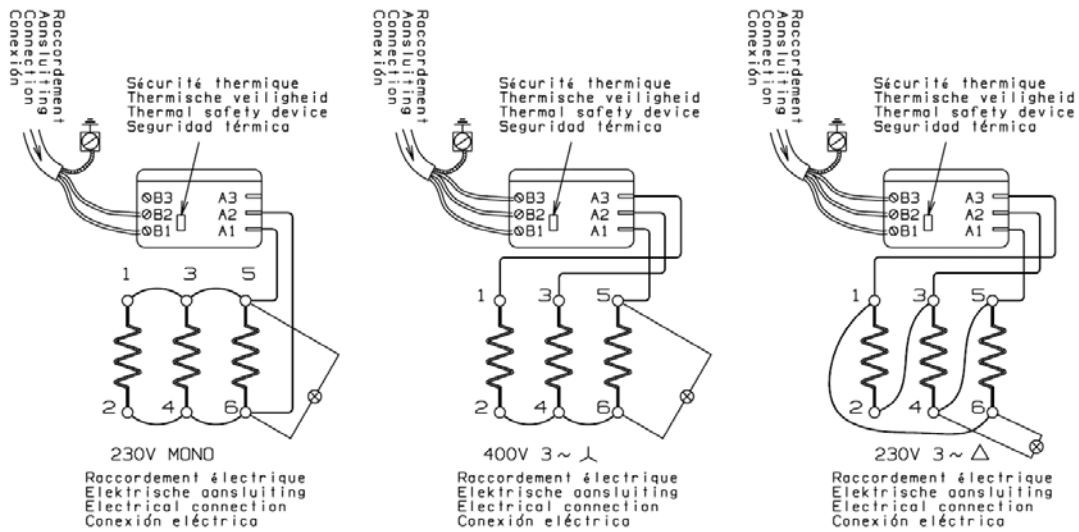 Raccordement
Aansluiting
Connection
Conexión
Sécurité thermique
Thermische veiligheid
Thermal safety device
Seguridad térmica
B3 A3
B2 A2
B1 A1
1 3 5
2 4 6
230V MONO
Raccordement électrique
Elektrische aansluiting
Electrical connection
Conexión eléctrica
Raccordement
Aansluiting
Connection
Conexión
Sécurité thermique
Thermische veiligheid
Thermal safety device
Seguridad térmica
B3 A3
B2 A2
B1 A1
1 3 5
2 4 6
400V 3~
Raccordement électrique
Elektrische aansluiting
Electrical connection
Conexión eléctrica
Raccordement
Aansluiting
Connection
Conexión
Sécurité thermique
Thermische veiligheid
Thermal safety device
Seguridad térmica
B3 A3
B2 A2
B1 A1
1 3 5
2 4 6
230V 3~ △
Raccordement électrique
Elektrische aansluiting
Electrical connection
Conexión eléctrica